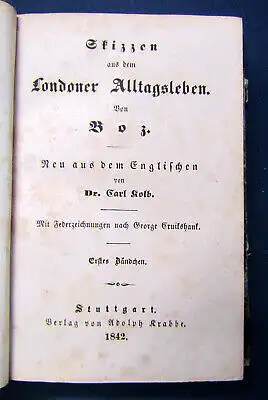 Skizzen
aus dem
Londoner Alltagsleben.
Von
Boz.
Neu aus dem Englischen
von
Dr. Carl Kolb.
Mit Federzeichnungen nach George Cruikshank.
Erstes Bändchen.
Stuttgart.
Verlag von Adolph Krabbe.
1842.